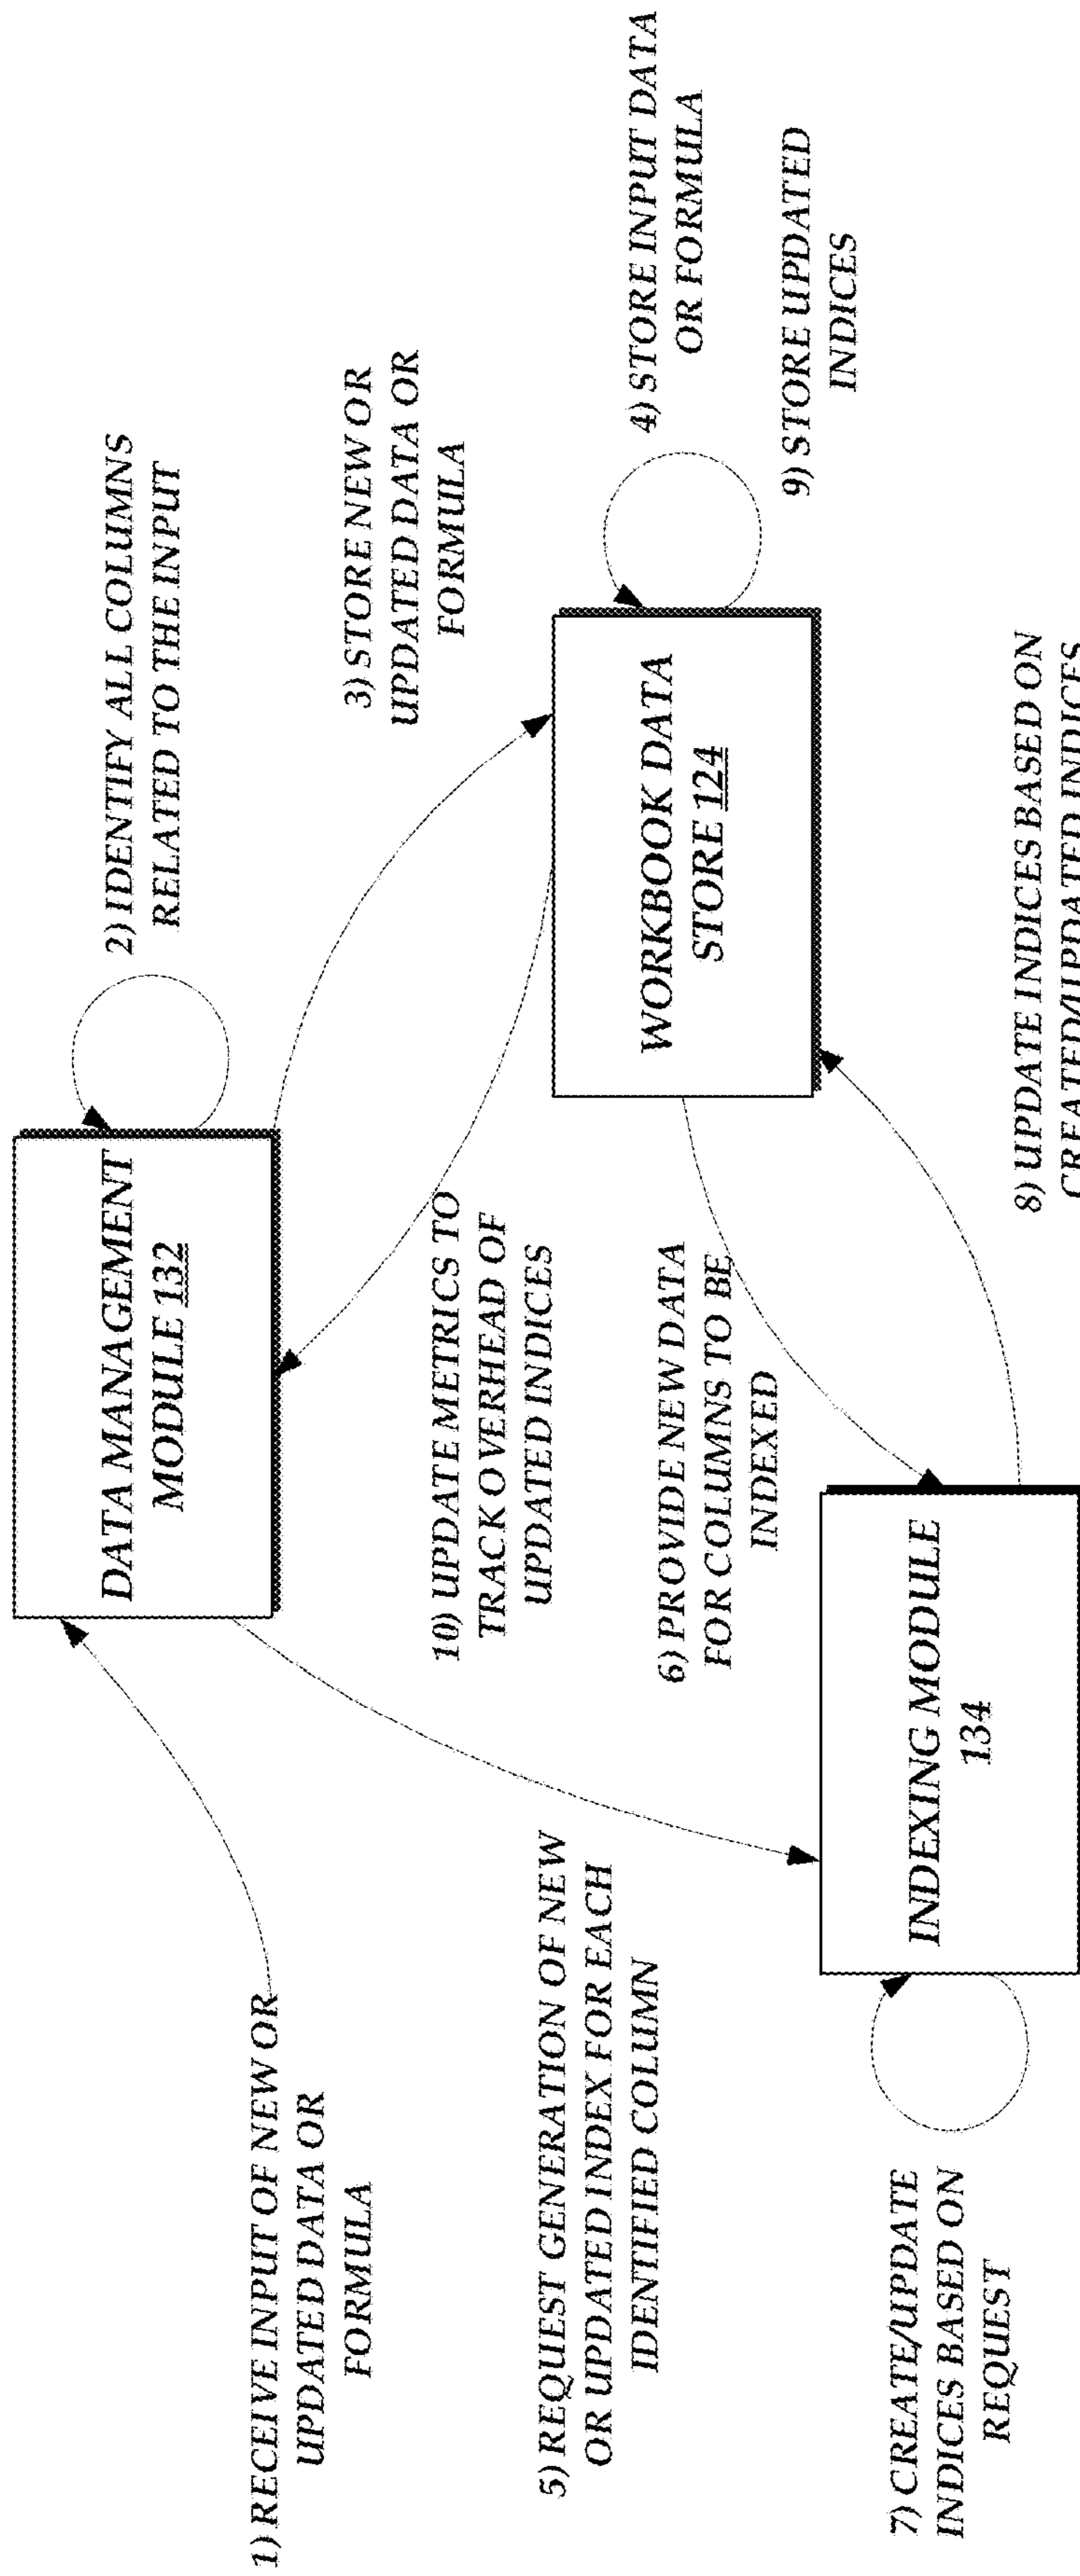 1) RECEIVE INPUT OF NEW OR
UPDATED DATA OR
FORMULA
DATA MANAGEMENT
MODULE 132
2) IDENTIFY ALL COLUMNS
RELATED TO THE INPUT
3) STORE NEW OR
UPDATED DATA OR
FORMULA
4) STORE INPUT DATA
OR FORMULA
5) REQUEST GENERATION OF NEW
OR UPDATED INDEX FOR EACH
IDENTIFIED COLUMN
10) UPDATE METRICS TO
TRACK OVERHEAD OF
UPDATED INDICES
WORKBOOK DATA
STORE 124
9) STORE UPDATED
INDICES
6) PROVIDE NEW DATA
FOR COLUMNS TO BE
INDEXED
7) CREATE/UPDATE
INDICES BASED ON
REQUEST
INDEXING MODULE
134
8) UPDATE INDICES BASED ON
CREATED/UPDATED INDICES